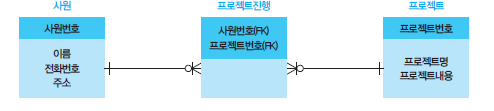 사원
사원번호
이름
전화번호
주소
프로젝트진행
사원번호(FK)
프로젝트번호(FK)
프로젝트
프로젝트번호
프로젝트명
프로젝트내용